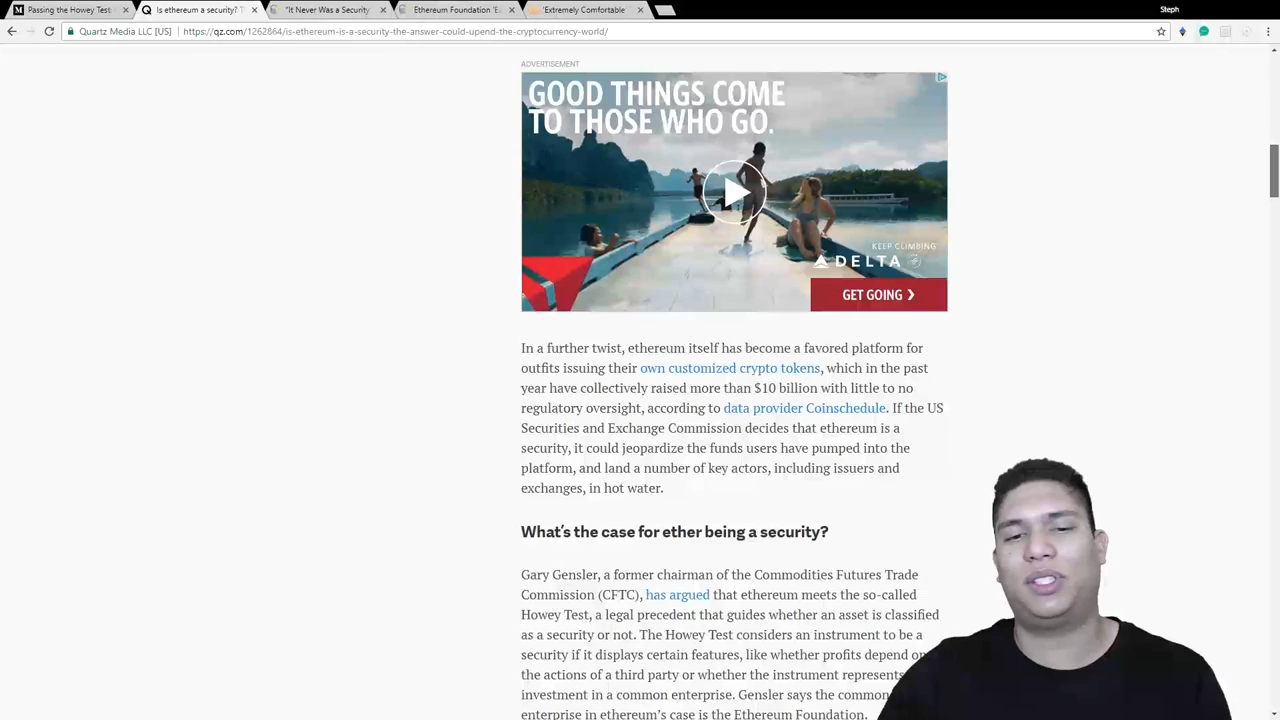 Passing the Howey Test:
Is ethereum a security? T
"It Never Was a Security
Ethereum Foundation 'Ea
'Extremely Comfortable'
Steph
Quartz Media LLC [US]
https://qz.com/1262864/is-ethereum-is-a-security-the-answer-could-upend-the-cryptocurrency-world/
ADVERTISEMENT
GOOD THINGS COME
TO THOSE WHO GO.
KEEP CLIMBING
DELTA
GET GOING
In a further twist, ethereum itself has become a favored platform for
outfits issuing their own customized crypto tokens, which in the past
year have collectively raised more than $10 billion with little to no
regulatory oversight, according to data provider Coinschedule. If the US
Securities and Exchange Commission decides that ethereum is a
security, it could jeopardize the funds users have pumped into the
platform, and land a number of key actors, including issuers and
exchanges, in hot water.
What's the case for ether being a security?
Gary Gensler, a former chairman of the Commodities Futures Trade
Commission (CFTC), has argued that ethereum meets the so-called
Howey Test, a legal precedent that guides whether an asset is classified
as a security or not. The Howey Test considers an instrument to be a
security if it displays certain features, like whether profits depend on
the actions of a third party or whether the instrument represents
investment in a common enterprise. Gensler says the common
enterprise in ethereum's case is the Ethereum Foundation.